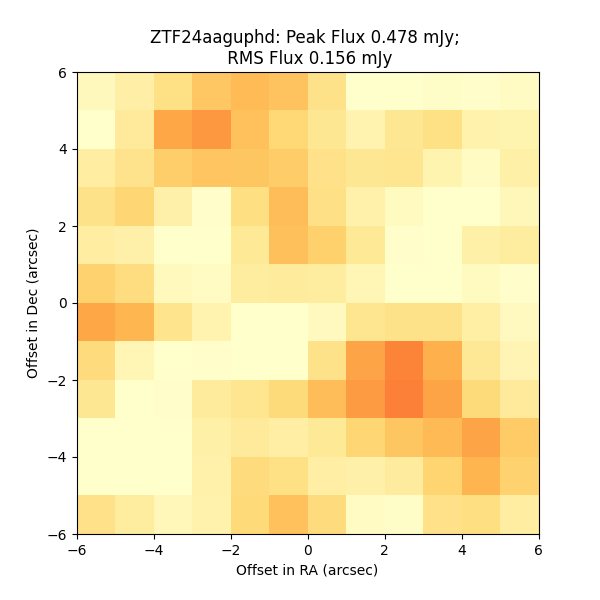 ZTF24aaguphd: Peak Flux 0.478 mJy;
RMS Flux 0.156 mJy
6
4
2
0
−2
−4
−6
Offset in Dec (arcsec)
−6 −4 −2 0 2 4 6
Offset in RA (arcsec)